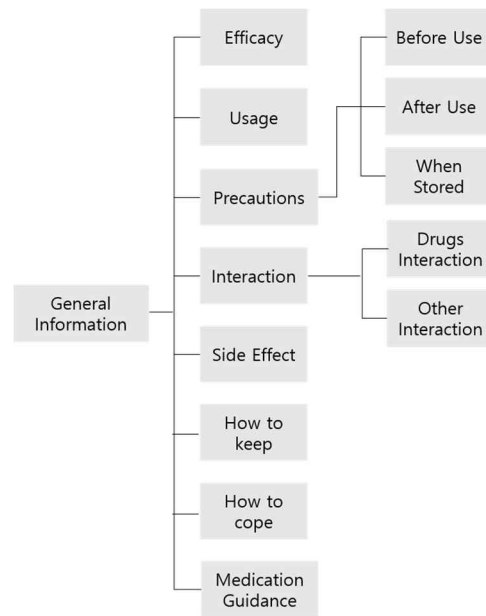 General
Information
Efficacy
Usage
Precautions
Before Use
After Use
When
Stored
Interaction
Drugs
Interaction
Other
Interaction
Side Effect
How to
keep
How to
cope
Medication
Guidance